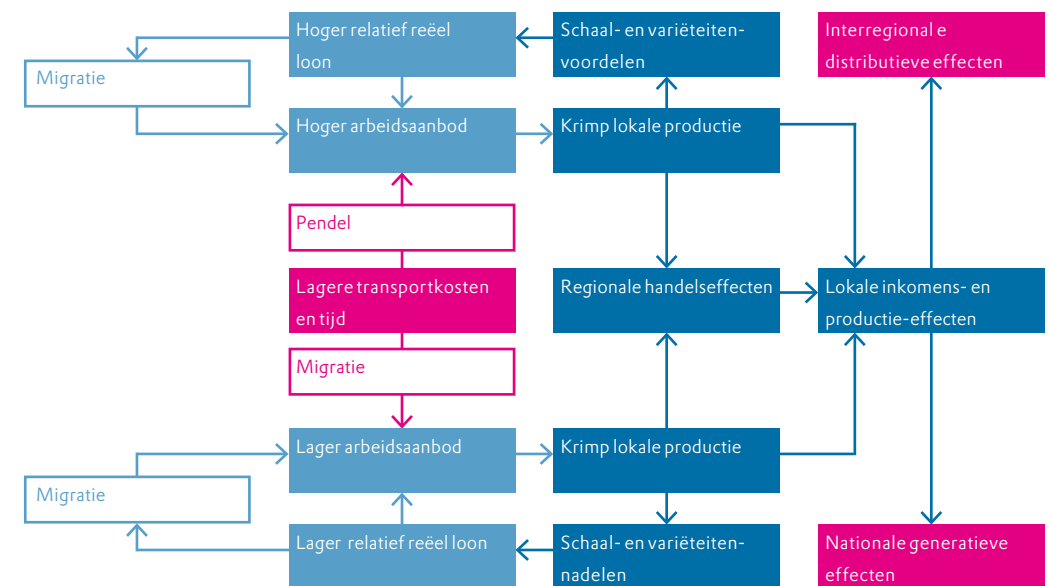 Hoger relatief reëel
loon
Schaal- en variëteiten-
voordelen
Interregional e
distributieve effecten
Migratie
Hoger arbeidsaanbod
Krimp lokale productie
Pendel
Lagere transportkosten
en tijd
Regionale handelseffecten
Lokale inkomens- en
productie-effecten
Migratie
Lager arbeidsaanbod
Krimp lokale productie
Migratie
Lager relatief reëel loon
Schaal- en variëteiten-
nadelen
Nationale generatieve
effecten